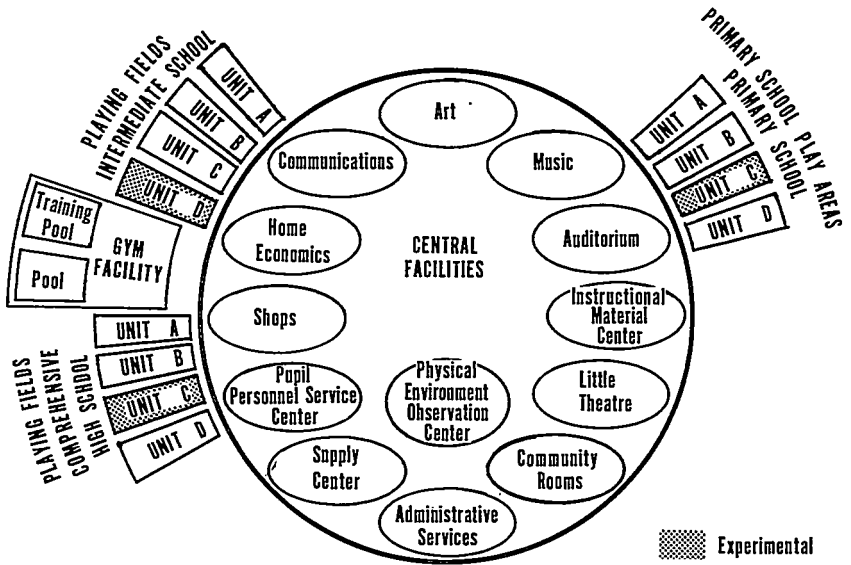 PLAYING FIELDS
INTERMEDIATE SCHOOL
UNIT A
UNIT B
UNIT C
UNIT D
Training
Pool
Pool
GYM
FACILITY
UNIT A
UNIT B
UNIT C
UNIT D
PLAYING FIELDS
COMPREHENSIVE
HIGH SCHOOL
Art
Communications
Music
Home
Economics
CENTRAL
FACILITIES
Auditorium
Shops
Instructional
Material
Center
Pupil
Personnel Service
Center
Physical
Environment
Observation
Center
Little
Theatre
Supply
Center
Community
Rooms
Administrative
Services
PRIMARY SCHOOL PLAY AREAS
PRIMARY SCHOOL
UNIT A
UNIT B
UNIT C
UNIT D
Experimental